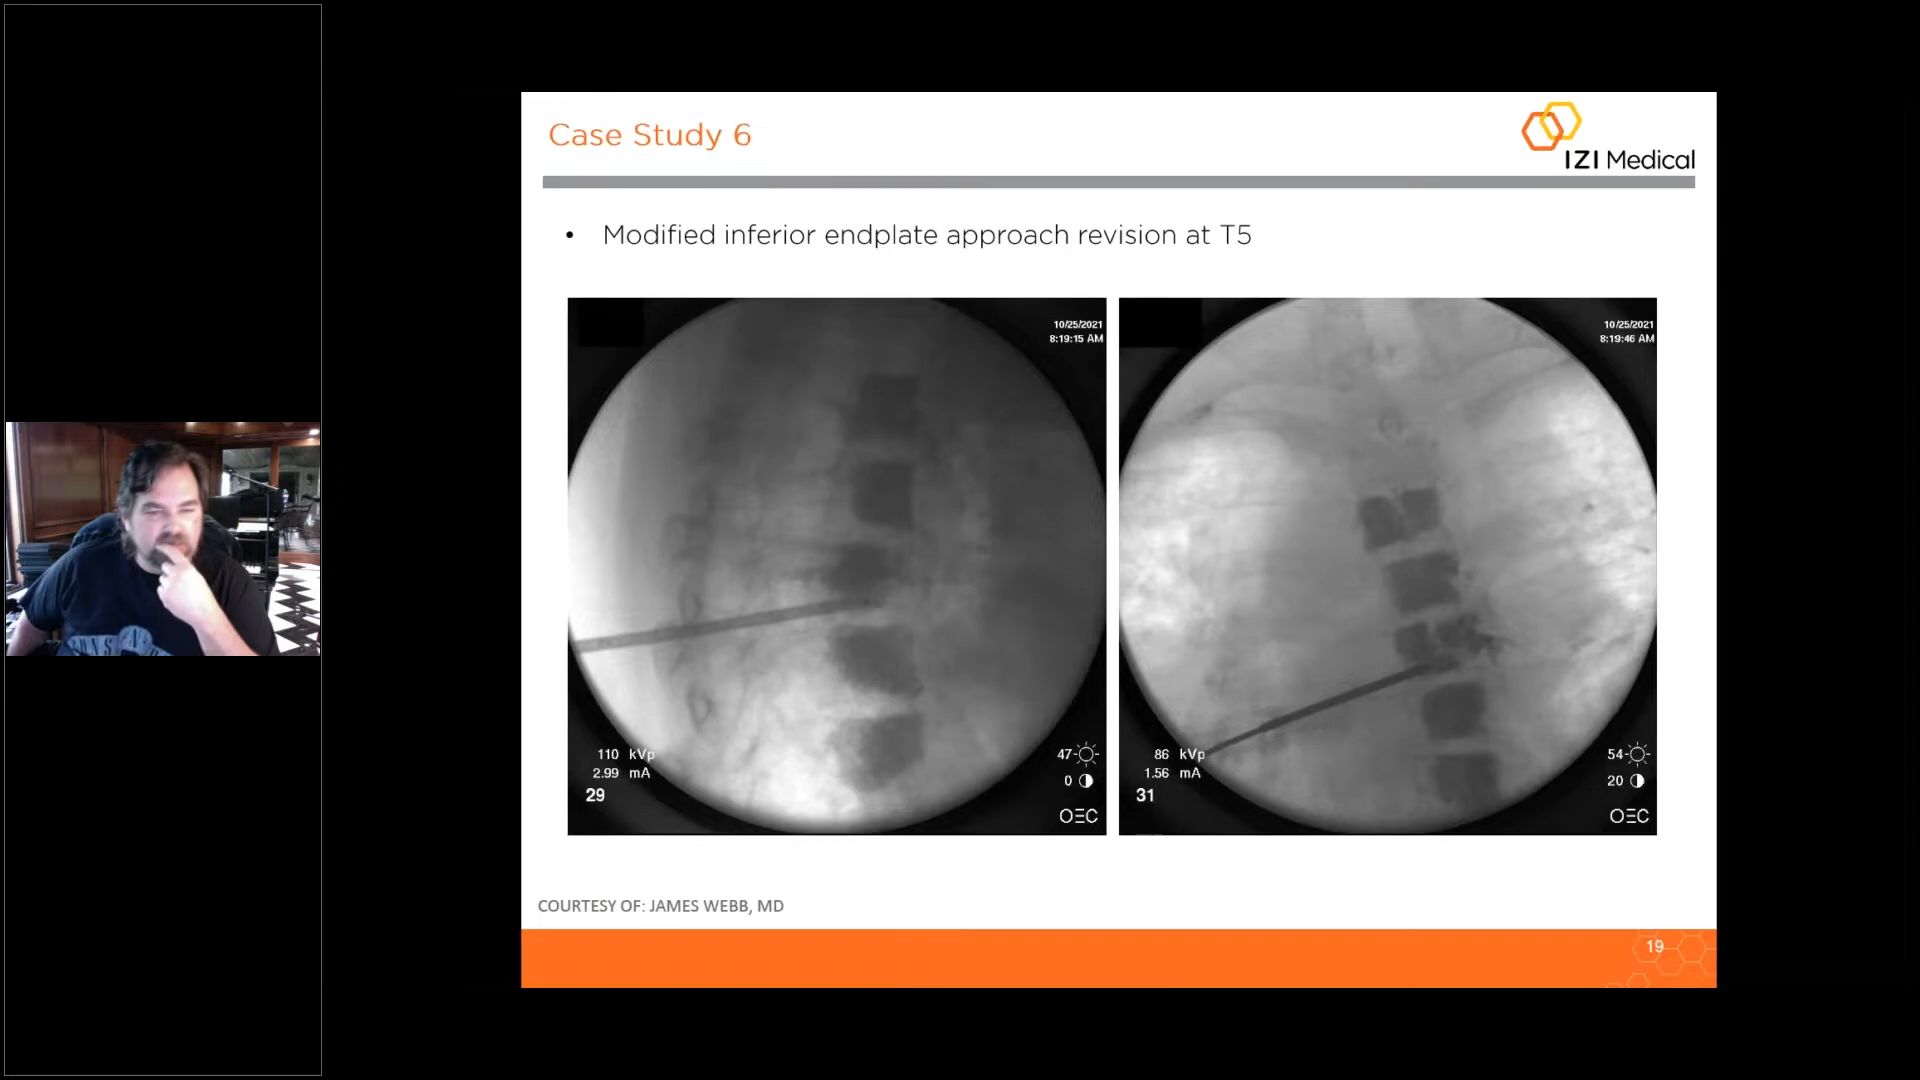 Case Study 6
IZI Medical
• Modified inferior endplate approach revision at T5
10/25/2021
8:19:15 AM
110 kVp
2.99 mA
29
47
0
OEC
10/25/2021
8:19:46 AM
86 kVp
1.56 mA
31
54
20
OEC
COURTESY OF: JAMES WEBB, MD
19